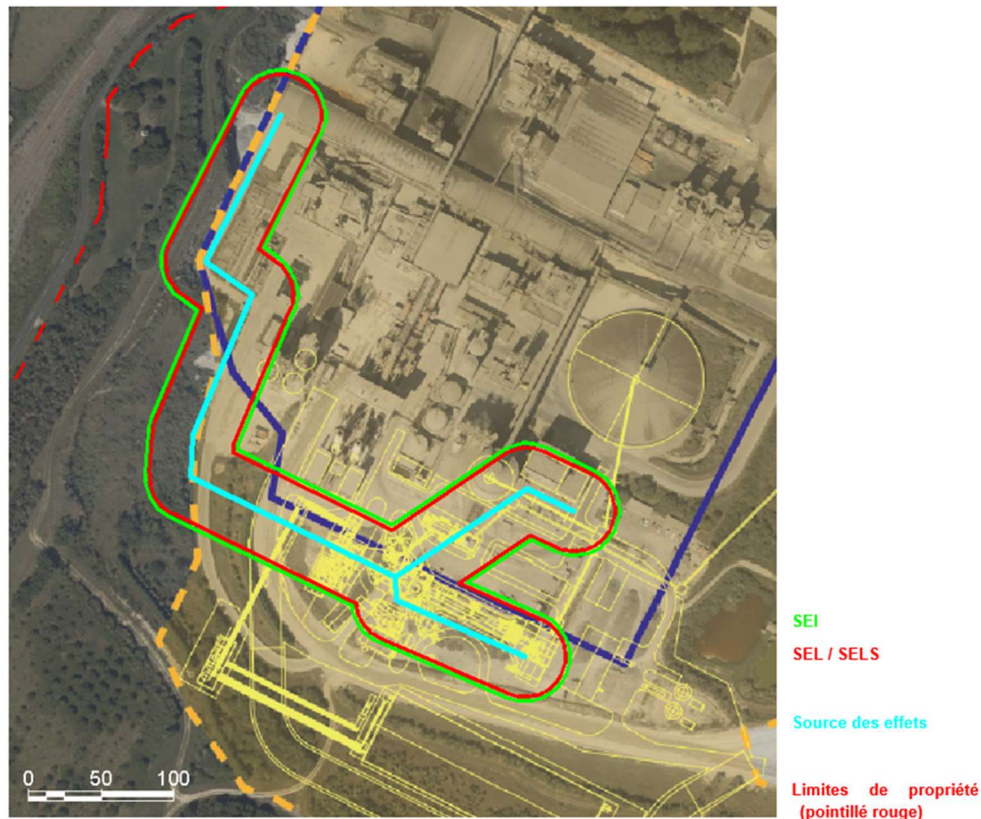 SEI
SEL / SELS
Source des effets
Limites de propriété
(pointillé rouge)
0 50 100